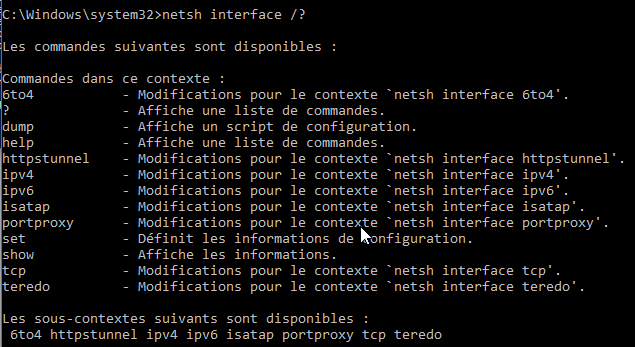 C:\Windows\system32>netsh interface /?
Les commandes suivantes sont disponibles :
Commandes dans ce contexte :
6to4 - Modifications pour le contexte `netsh interface 6to4'.
? - Affiche une liste de commandes.
dump - Affiche un script de configuration.
help - Affiche une liste de commandes.
httpstunnel - Modifications pour le contexte `netsh interface httpstunnel'.
ipv4 - Modifications pour le contexte `netsh interface ipv4'.
ipv6 - Modifications pour le contexte `netsh interface ipv6'.
isatap - Modifications pour le contexte `netsh interface isatap'.
portproxy - Modifications pour le contexte `netsh interface portproxy'.
set - Définit les informations de configuration.
show - Affiche les informations.
tcp - Modifications pour le contexte `netsh interface tcp'.
teredo - Modifications pour le contexte `netsh interface teredo'.
Les sous-contextes suivants sont disponibles :
6to4 httpstunnel ipv4 ipv6 isatap portproxy tcp teredo